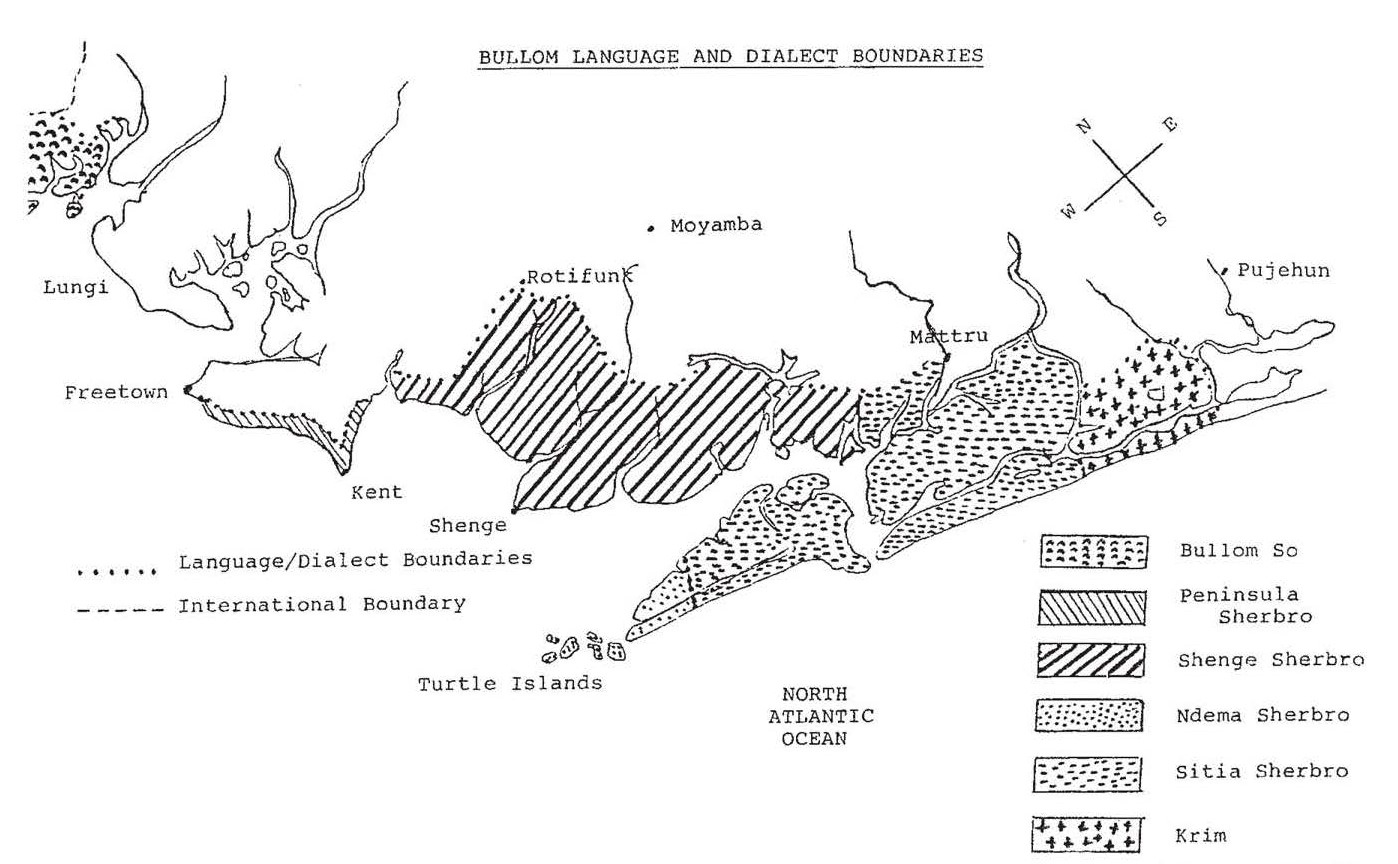 BULLOM LANGUAGE AND DIALECT BOUNDARIES
N
E
W
S
Moyamba
Lungi
Rotifunk
Pujehun
Mattru
Freetown
Kent
Shenge
Language/Dialect Boundaries
International Boundary
Turtle Islands
NORTH
ATLANTIC
OCEAN
Bullom So
Peninsula
Sherbro
Shenge Sherbro
Ndema Sherbro
Sitia Sherbro
Krim